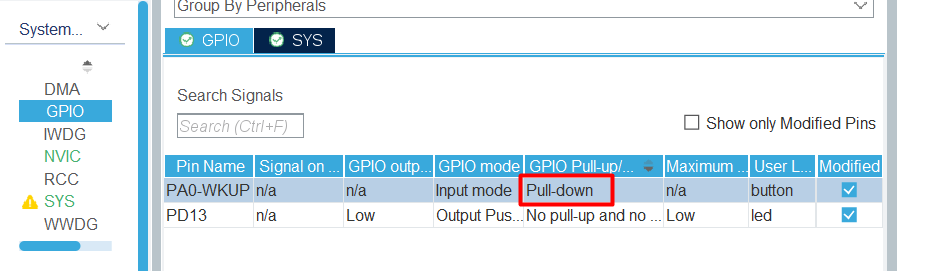 Group By Peripherals
System...
GPIO
SYS
DMA
GPIO
IWDG
NVIC
RCC
SYS
WWDG
Search Signals
Search (Ctrl+F)
Show only Modified Pins
Pin Name Signal on ... GPIO outp... GPIO mode GPIO Pull-up/... Maximum ... User L... Modified
PA0-WKUP n/a n/a Input mode Pull-down n/a button
PD13 n/a Low Output Pus... No pull-up and no ... Low led